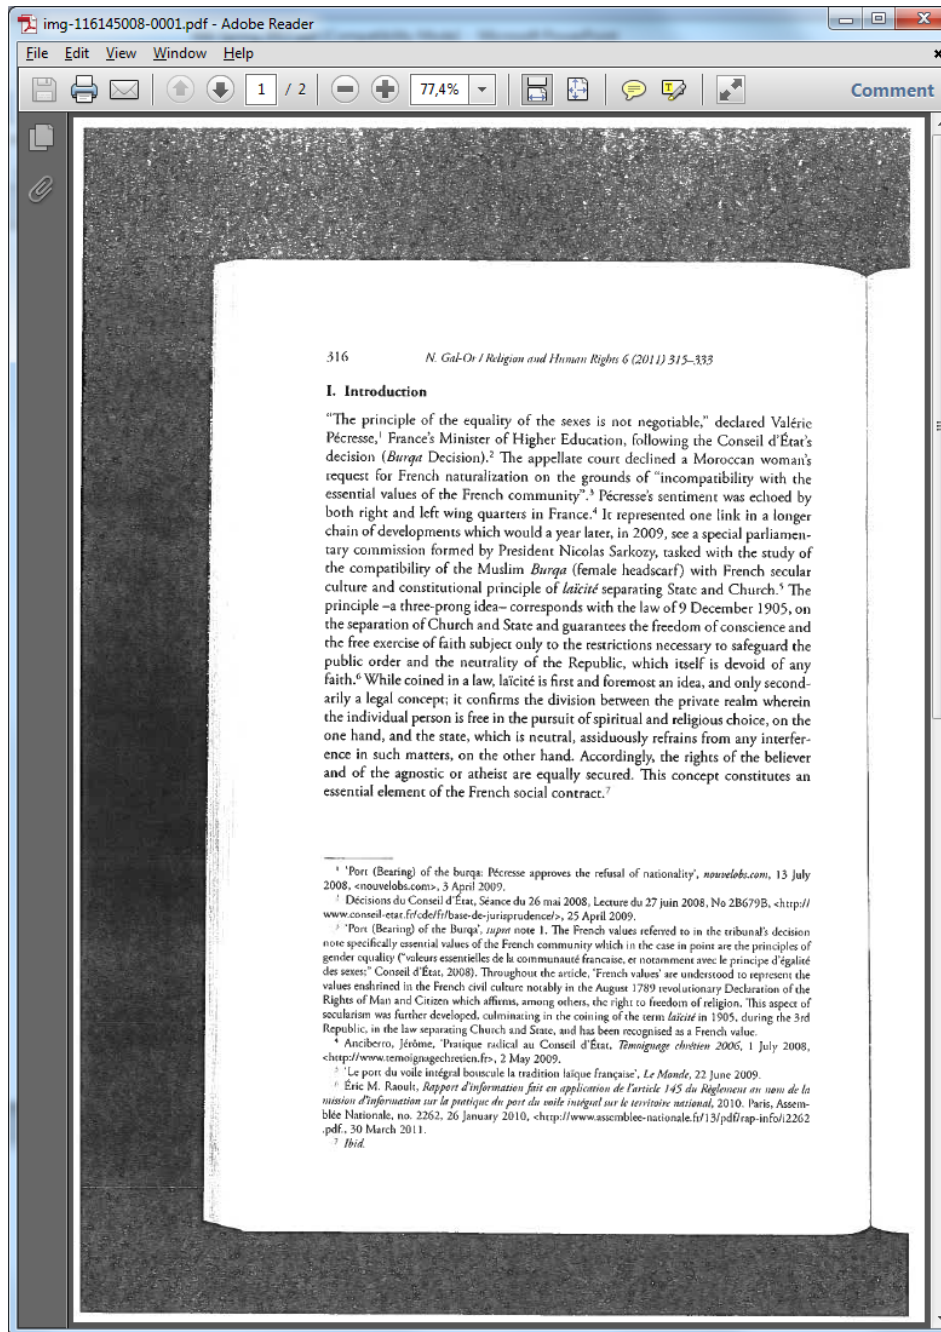 img-116145008-0001.pdf - Adobe Reader
File Edit View Window Help
1 / 2 77,4% Comment
316 N. Gal-Or / Religion and Human Rights 6 (2011) 315–333
I. Introduction
“The principle of the equality of the sexes is not negotiable,” declared Valérie
Pécresse,1 France’s Minister of Higher Education, following the Conseil d’État’s
decision (Burqa Decision).2 The appellate court declined a Moroccan woman’s
request for French naturalization on the grounds of “incompatibility with the
essential values of the French community”.3 Pécresse’s sentiment was echoed by
both right and left wing quarters in France.4 It represented one link in a longer
chain of developments which would a year later, in 2009, see a special parliamen-
tary commission formed by President Nicolas Sarkozy, tasked with the study of
the compatibility of the Muslim Burqa (female headscarf) with French secular
culture and constitutional principle of laïcité separating State and Church.5 The
principle –a three-prong idea– corresponds with the law of 9 December 1905, on
the separation of Church and State and guarantees the freedom of conscience and
the free exercise of faith subject only to the restrictions necessary to safeguard the
public order and the neutrality of the Republic, which itself is devoid of any
faith.6 While coined in a law, laïcité is first and foremost an idea, and only second-
arily a legal concept; it confirms the division between the private realm wherein
the individual person is free in the pursuit of spiritual and religious choice, on the
one hand, and the state, which is neutral, assiduously refrains from any interfer-
ence in such matters, on the other hand. Accordingly, the rights of the believer
and of the agnostic or atheist are equally secured. This concept constitutes an
essential element of the French social contract.7
1 ‘Port (Bearing) of the burqa: Pécresse approves the refusal of nationality’, nouvelobs.com, 13 July
2008, <nouvelobs.com>, 3 April 2009.
2 Décisions du Conseil d’État, Séance du 26 mai 2008, Lecture du 27 juin 2008, No 2B679B, <http://
www.conseil-etat.fr/cde/fr/base-de-jurisprudence/>, 25 April 2009.
3 ‘Port (Bearing) of the Burqa’, supra note 1. The French values referred to in the tribunal’s decision
note specifically essential values of the French community which in the case in point are the principles of
gender equality (“valeurs essentielles de la communauté francaise, et notamment avec le principe d’égalité
des sexes;” Conseil d’État, 2008). Throughout the article, ‘French values’ are understood to represent the
values enshrined in the French civil culture notably in the August 1789 revolutionary Declaration of the
Rights of Man and Citizen which affirms, among others, the right to freedom of religion. This aspect of
secularism was further developed, culminating in the coining of the term laïcité in 1905, during the 3rd
Republic, in the law separating Church and State, and has been recognised as a French value.
4 Anciberro, Jérôme, ‘Pratique radical au Conseil d’État, Témoignage chrétien 2006, 1 July 2008,
<http://www.temoignagechretien.fr>, 2 May 2009.
5 ‘Le port du voile intégral bouscule la tradition laïque française’, Le Monde, 22 June 2009.
6 Éric M. Raoult, Rapport d’information fait en application de l’article 145 du Règlement au nom de la
mission d’information sur la pratique du port du voile intégral sur le territoire national, 2010. Paris, Assem-
blée Nationale, no. 2262, 26 January 2010, <http://www.assemblee-nationale.fr/13/pdf/rap-info/i2262
.pdf., 30 March 2011.
7 Ibid.